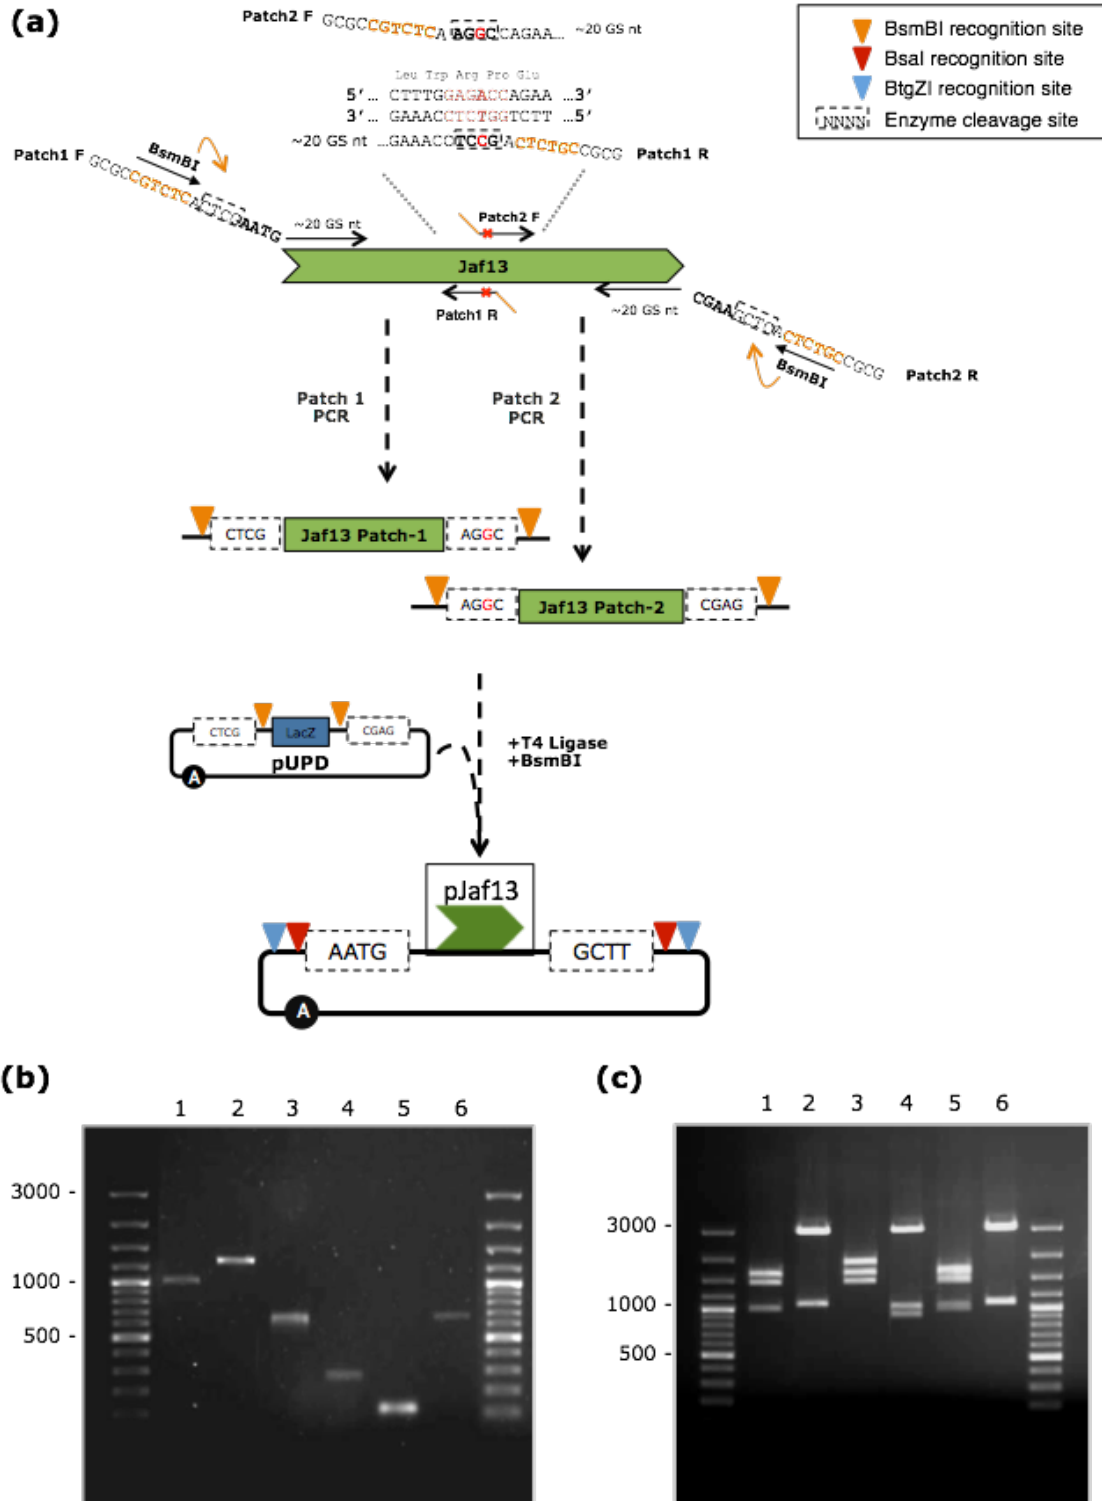 (a)
Patch2 F GCGCCGTCTCAAGGCCAGAA... ~20 GS nt
BsmBI recognition site
BsaI recognition site
BtgZI recognition site
NNNN Enzyme cleavage site
Leu Trp Arg Pro Glu
5’ ... CTTTGGAGACCAGAA ...3’
3’ ... GAAACCTCTGGTCTT ...5’
~20 GS nt ...GAAACCTCCGACTCTGCCGCG Patch1 R
Patch1 F GCGCCGTCTCACTCGAATG
BsmBI
~20 GS nt
Patch2 F
Jaf13
Patch1 R
~20 GS nt
CGAAGCTCACTCTGCCGCG Patch2 R
BsmBI
Patch 1
PCR
Patch 2
PCR
CTCG Jaf13 Patch-1 AGGC
AGGC Jaf13 Patch-2 CGAG
CTCG LacZ CGAG
pUPD
A
+T4 Ligase
+BsmBI
pJaf13
AATG GCTT
A
(b)
1 2 3 4 5 6
3000 -
1000 -
500 -
(c)
1 2 3 4 5 6
3000 -
1000 -
500 -